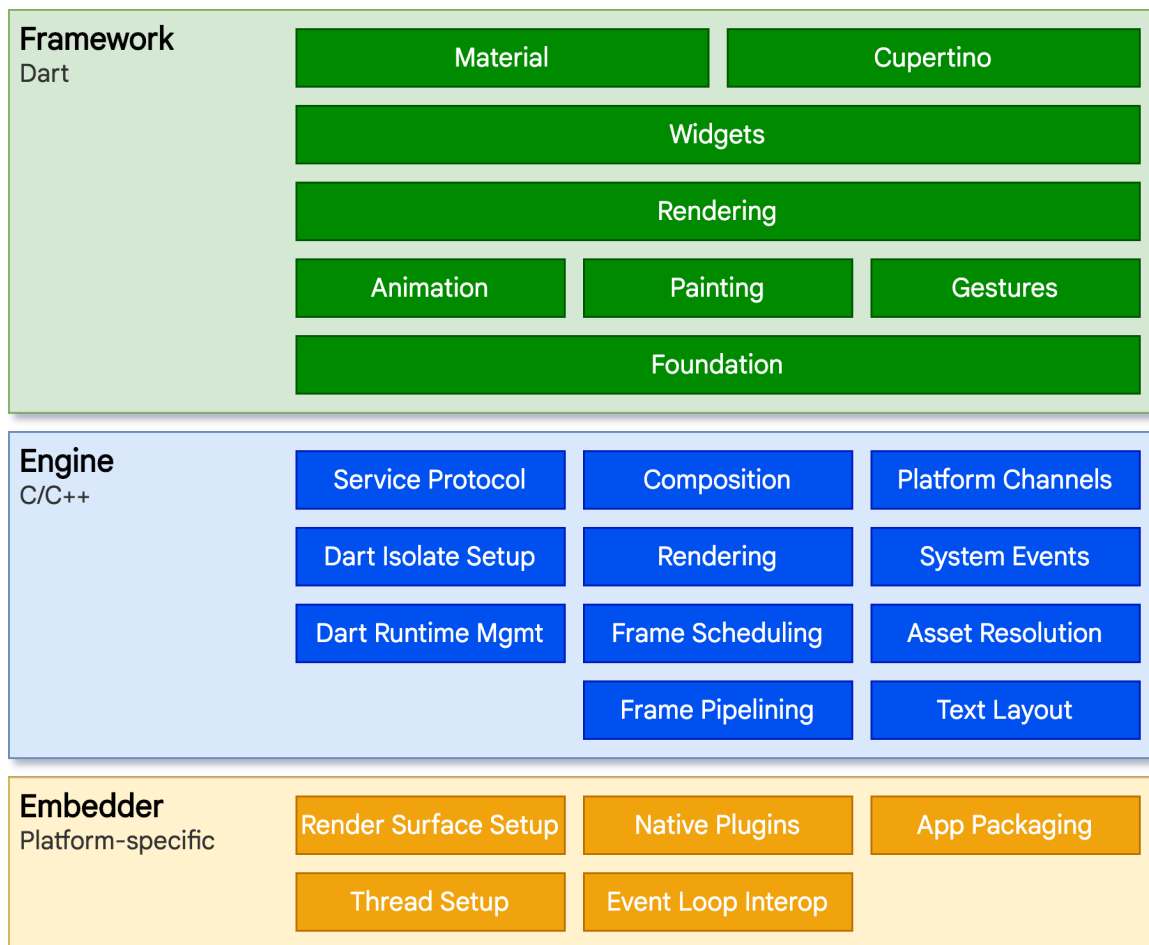 Framework
Dart
Material
Cupertino
Widgets
Rendering
Animation
Painting
Gestures
Foundation
Engine
C/C++
Service Protocol
Composition
Platform Channels
Dart Isolate Setup
Rendering
System Events
Dart Runtime Mgmt
Frame Scheduling
Asset Resolution
Frame Pipelining
Text Layout
Embedder
Platform-specific
Render Surface Setup
Native Plugins
App Packaging
Thread Setup
Event Loop Interop